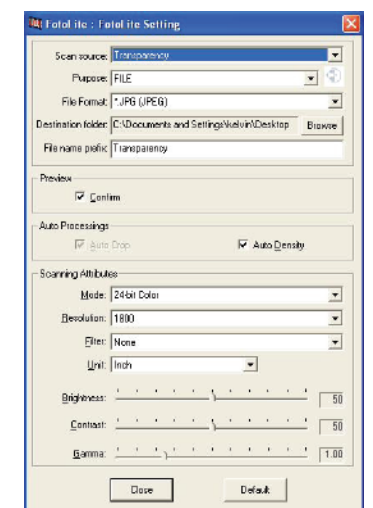 FotoLite : FotoLite Setting
Scan source: Transparency
Purpose: FILE
File Format: *.JPG (JPEG)
Destination folder: C:\Documents and Settings\Kelvin\Desktop Browse
File name prefix: Transparency
Preview
Confirm
Auto Processings
Auto Crop Auto Density
Scanning Attributes
Mode: 24-bit Color
Resolution: 1800
Filter: None
Unit: Inch
Brightness: 50
Contrast: 50
Gamma: 1.00
Close Default